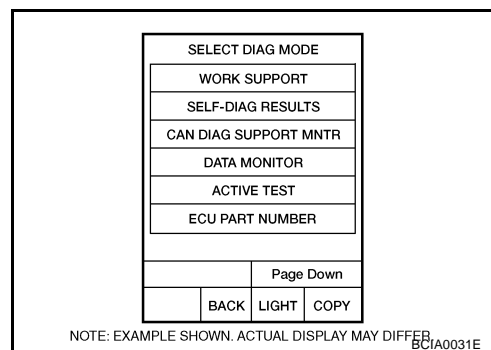 SELECT DIAG MODE
WORK SUPPORT
SELF-DIAG RESULTS
CAN DIAG SUPPORT MNTR
DATA MONITOR
ACTIVE TEST
ECU PART NUMBER
Page Down
BACK LIGHT COPY
NOTE: EXAMPLE SHOWN. ACTUAL DISPLAY MAY DIFFER.
BCIA0031E